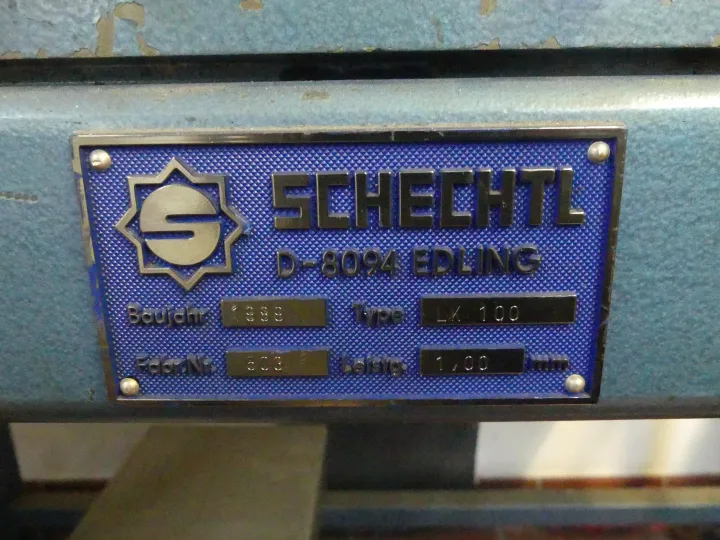 S
SCHECHTL
D-8094 EDLING
Baujahr 1988 Type LK 100
Fabr.Nr. Leistg. 1,00 mm